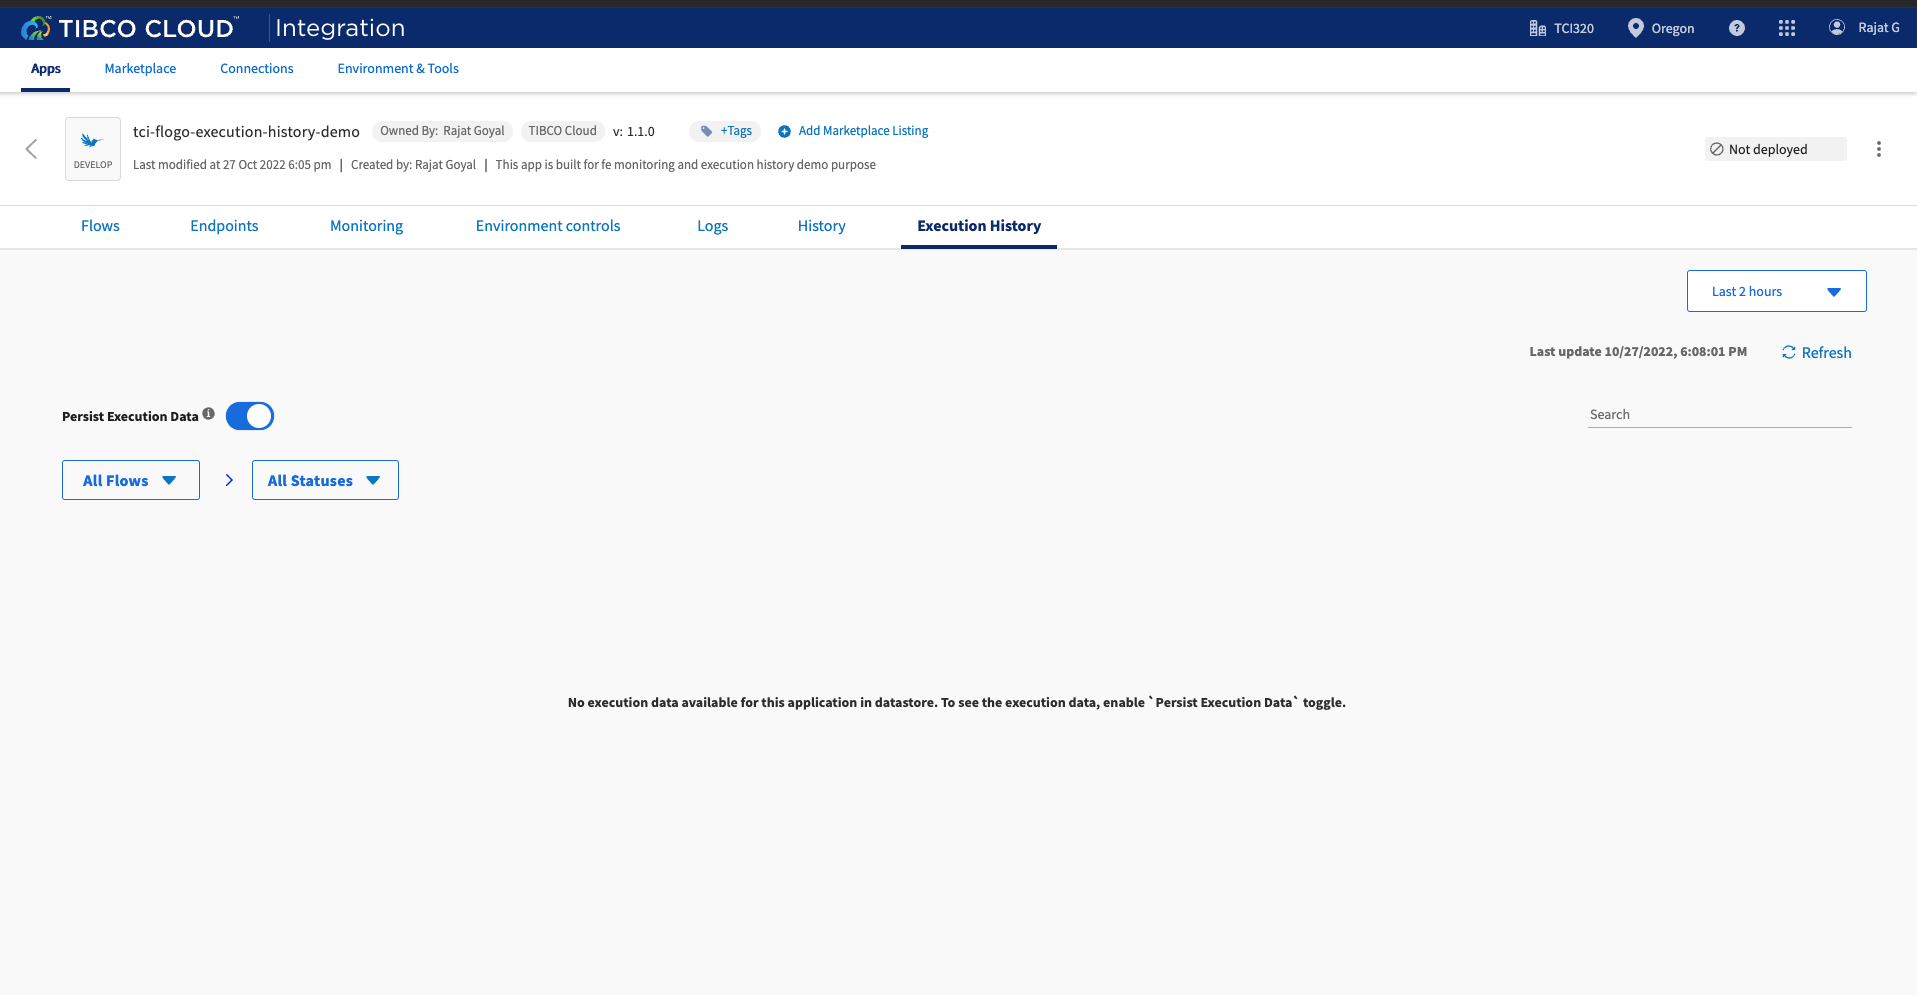 TIBCO CLOUD™ Integration TCI320 Oregon ? Rajat G
Apps Marketplace Connections Environment & Tools
tci-flogo-execution-history-demo Owned By: Rajat Goyal TIBCO Cloud v: 1.1.0 +Tags Add Marketplace Listing
DEVELOP Last modified at 27 Oct 2022 6:05 pm | Created by: Rajat Goyal | This app is built for fe monitoring and execution history demo purpose
Not deployed
Flows Endpoints Monitoring Environment controls Logs History Execution History
Last 2 hours
Last update 10/27/2022, 6:08:01 PM Refresh
Persist Execution Data Search
All Flows > All Statuses
No execution data available for this application in datastore. To see the execution data, enable `Persist Execution Data` toggle.